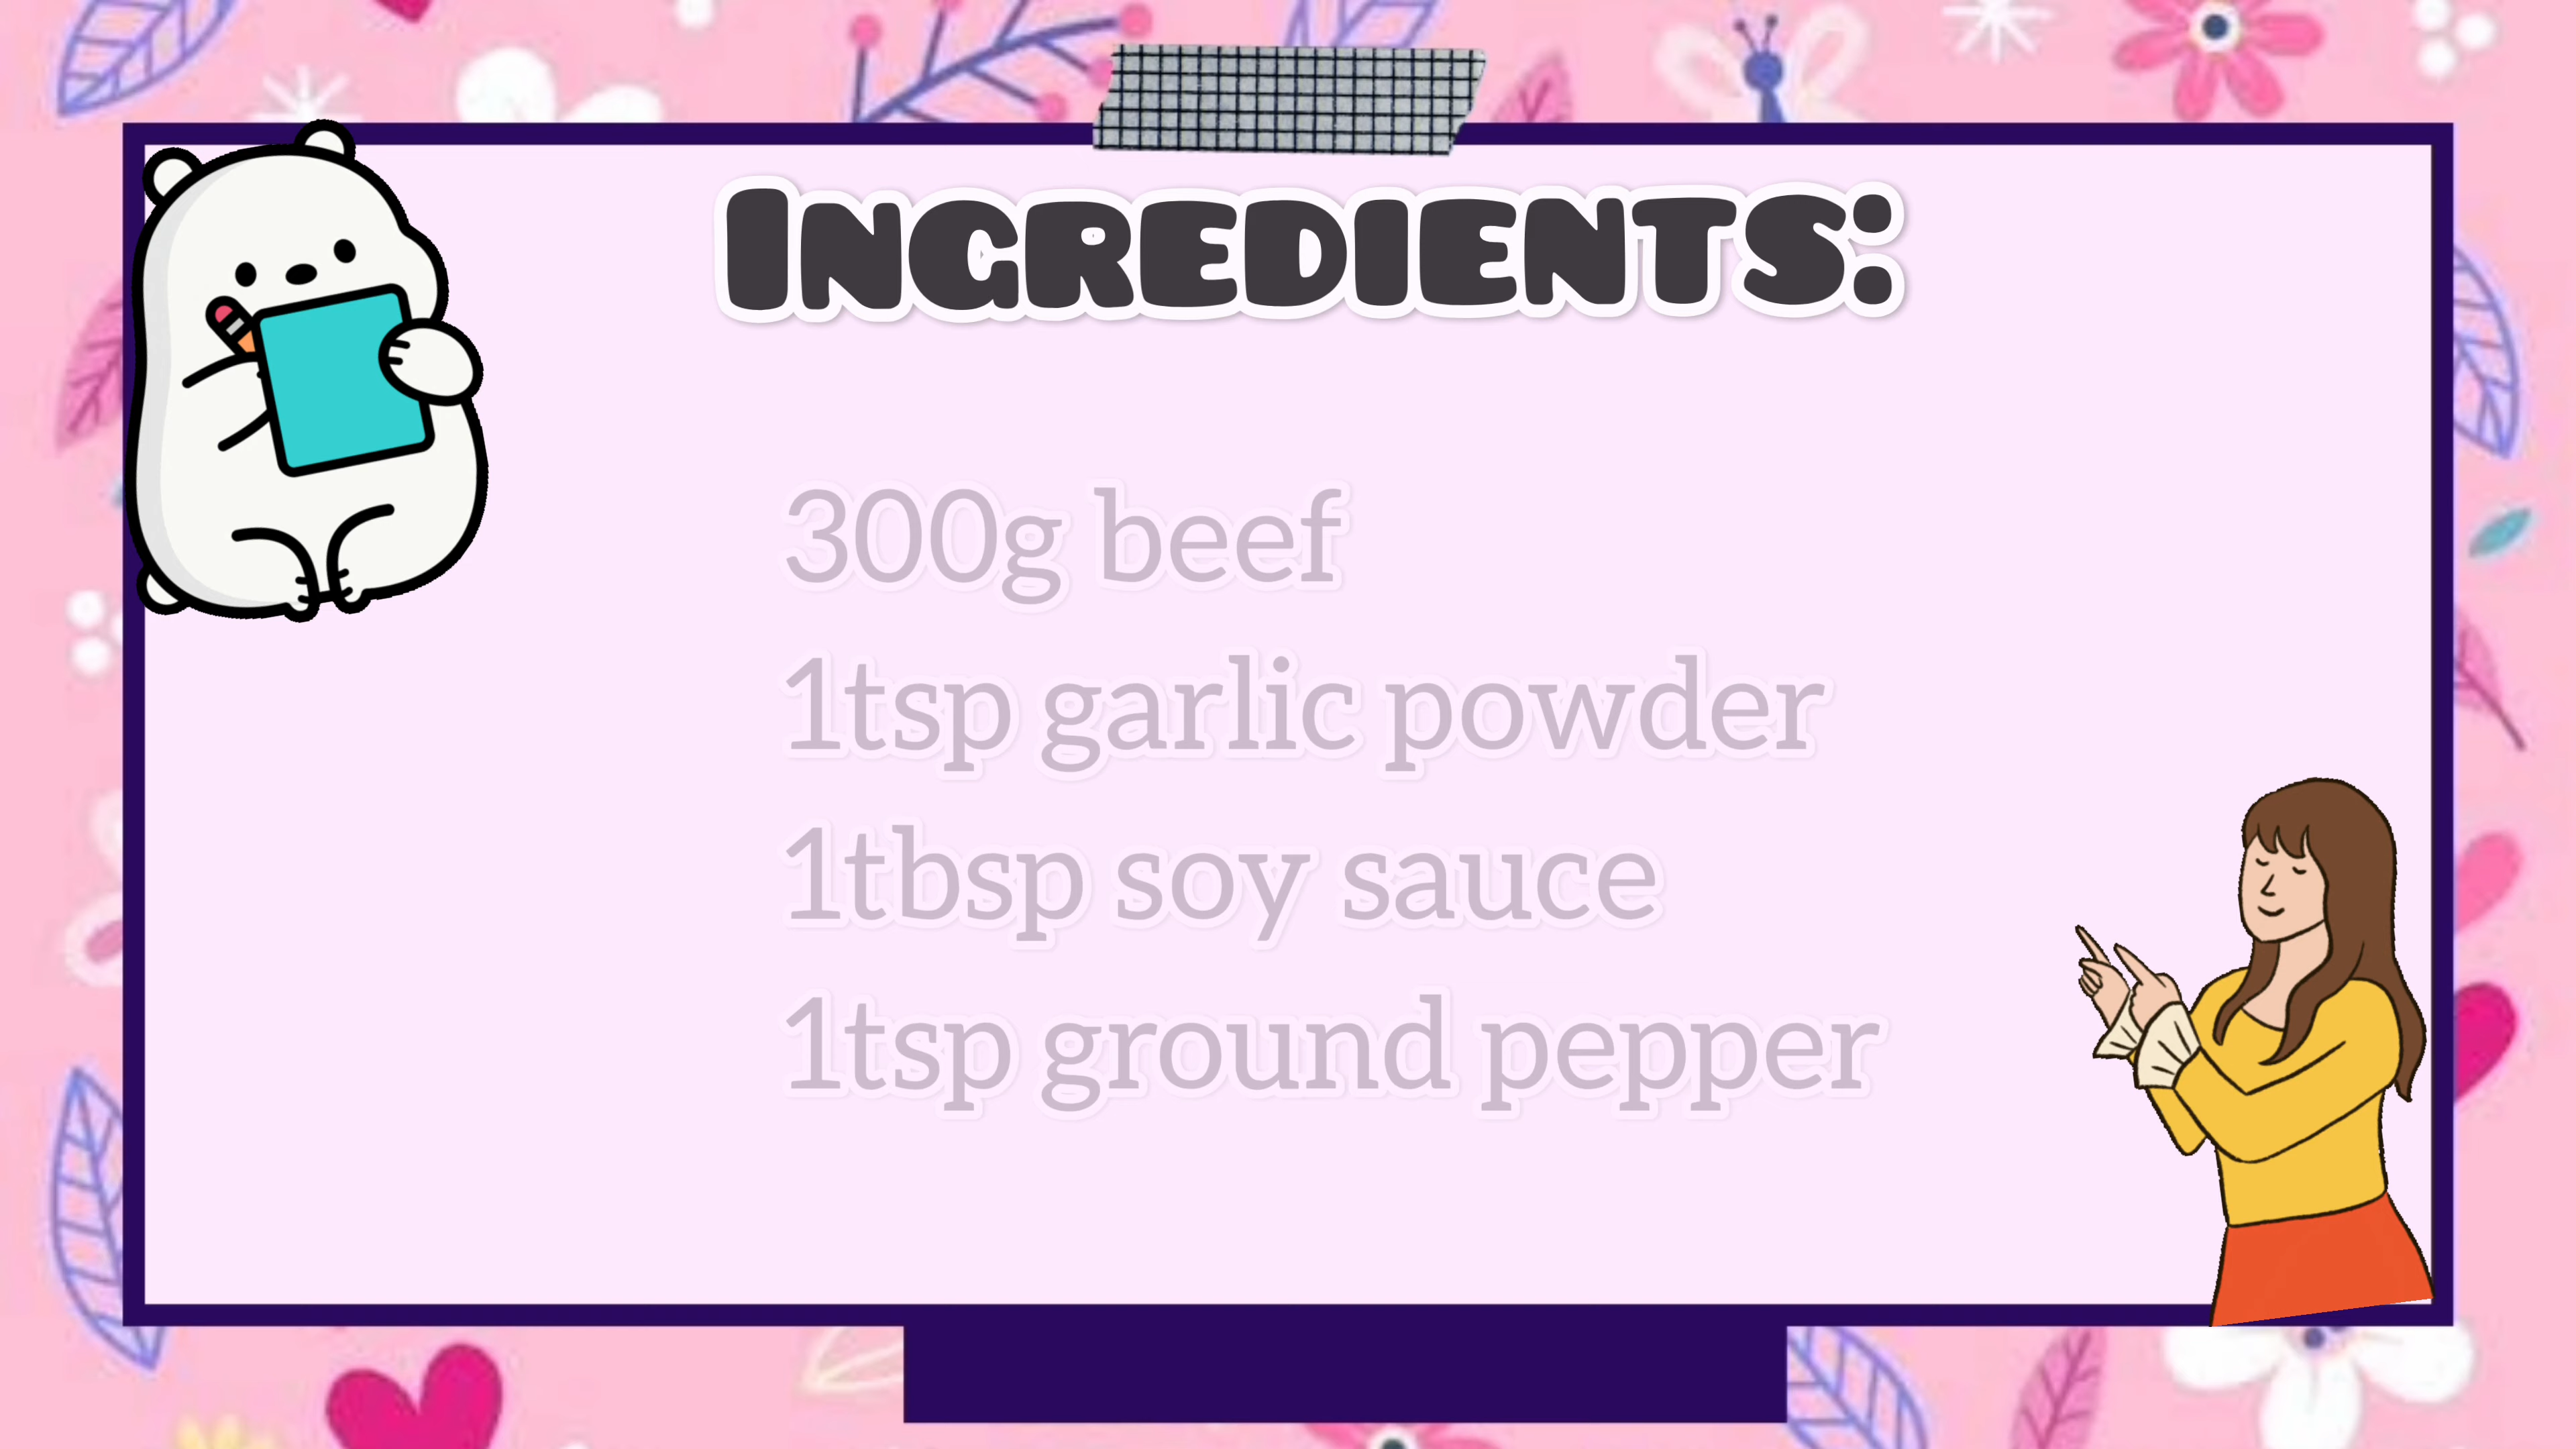 INGREDIENTS:
300g beef
1tsp garlic powder
1tbsp soy sauce
1tsp ground pepper